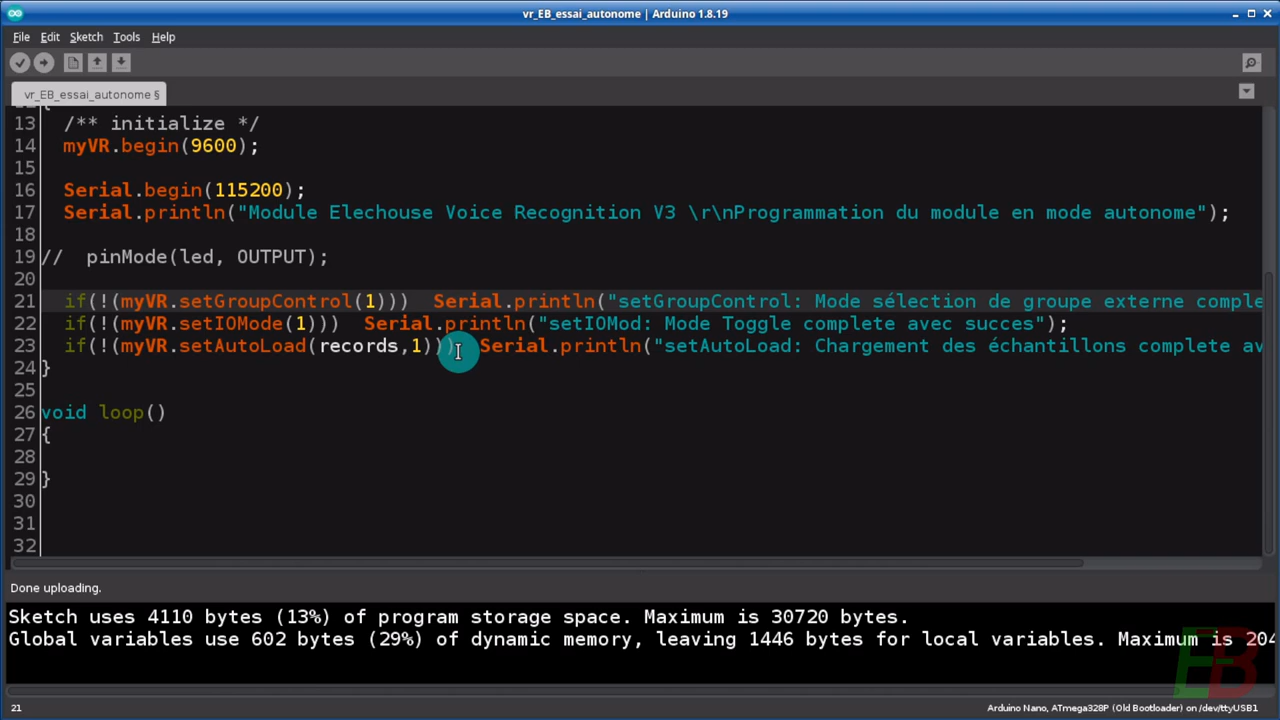 vr_EB_essai_autonome | Arduino 1.8.19
File Edit Sketch Tools Help
vr_EB_essai_autonome §
13 /** initialize */
14 myVR.begin(9600);
15
16 Serial.begin(115200);
17 Serial.println("Module Elechouse Voice Recognition V3 \r\nProgrammation du module en mode autonome");
18
19 // pinMode(led, OUTPUT);
20
21 if(!(myVR.setGroupControl(1))) Serial.println("setGroupControl: Mode sélection de groupe externe comple
22 if(!(myVR.setIOMode(1))) Serial.println("setIOMod: Mode Toggle complete avec succes");
23 if(!(myVR.setAutoLoad(records,1))) Serial.println("setAutoLoad: Chargement des échantillons complete av
24 }
25
26 void loop()
27 {
28
29 }
30
31
32
Done uploading.
Sketch uses 4110 bytes (13%) of program storage space. Maximum is 30720 bytes.
Global variables use 602 bytes (29%) of dynamic memory, leaving 1446 bytes for local variables. Maximum is 204
EB
21 Arduino Nano, ATmega328P (Old Bootloader) on /dev/ttyUSB1